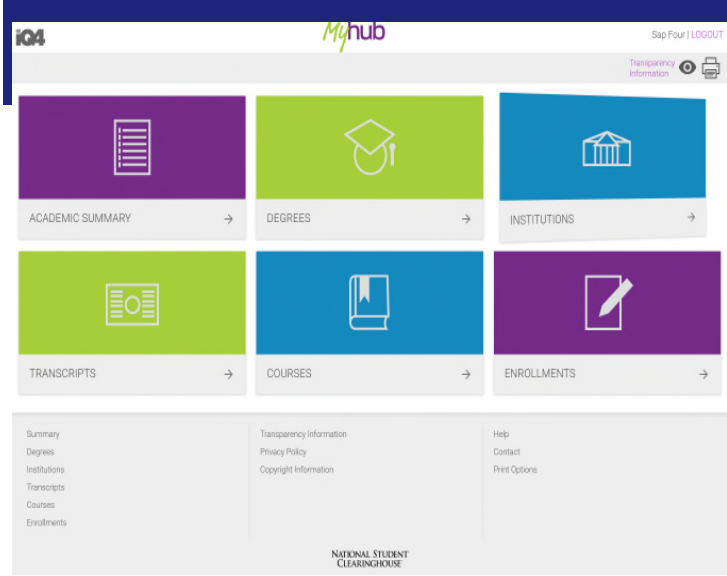 iQ4
Myhub
Sap Four | LOGOUT
Transparency
Information
ACADEMIC SUMMARY
DEGREES
INSTITUTIONS
TRANSCRIPTS
COURSES
ENROLLMENTS
Summary
Degrees
Institutions
Transcripts
Courses
Enrollments
Transparency Information
Privacy Policy
Copyright Information
Help
Contact
Print Options
NATIONAL STUDENT
CLEARINGHOUSE